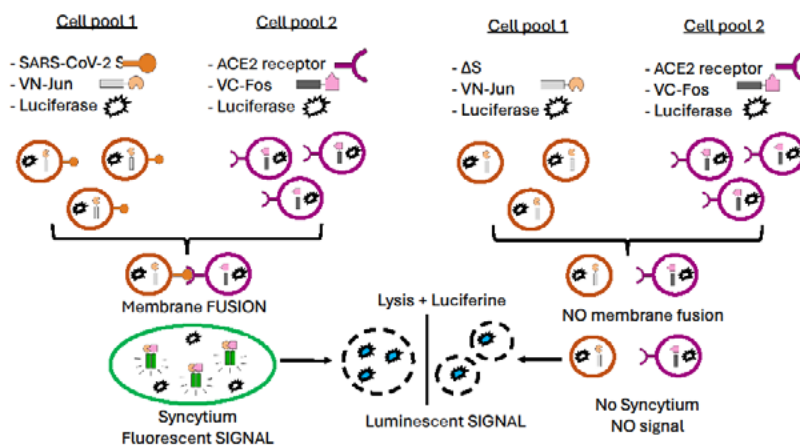 Cell pool 1
- SARS-CoV-2 S
- VN-Jun
- Luciferase
Cell pool 2
- ACE2 receptor
- VC-Fos
- Luciferase
Membrane FUSION
Syncytium
Fluorescent SIGNAL
Cell pool 1
- ΔS
- VN-Jun
- Luciferase
Cell pool 2
- ACE2 receptor
- VC-Fos
- Luciferase
NO membrane fusion
No Syncytium
NO signal
Lysis + Luciferine
Luminescent SIGNAL